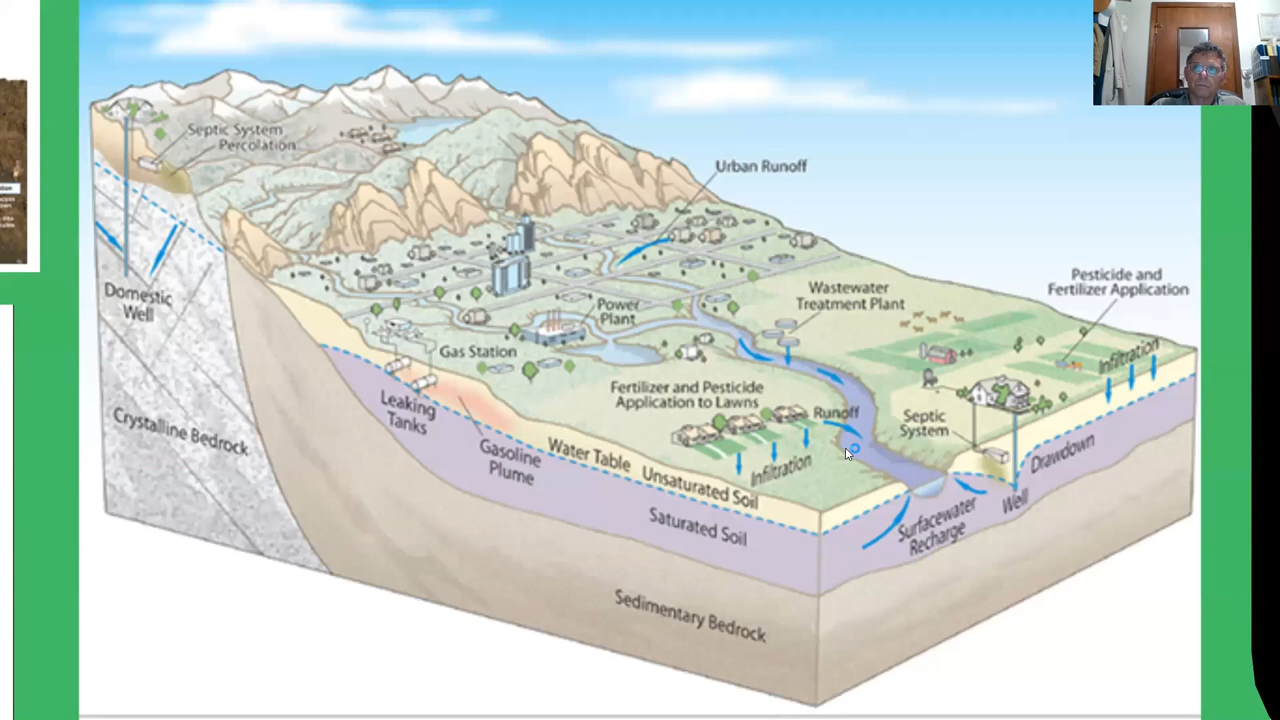 Septic System
Percolation
Urban Runoff
Pesticide and
Fertilizer Application
Domestic
Well
Power
Plant
Wastewater
Treatment Plant
Gas Station
Infiltration
Fertilizer and Pesticide
Application to Lawns
Runoff
Septic
System
Leaking
Tanks
Crystalline Bedrock
Gasoline
Plume
Water Table
Unsaturated Soil
Infiltration
Drawdown
Well
Saturated Soil
Surfacewater
Recharge
Sedimentary Bedrock